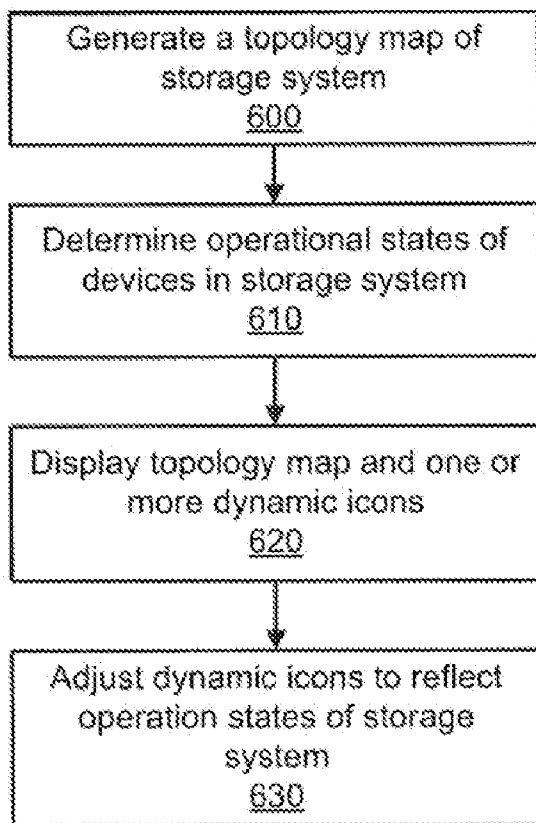 Generate a topology map of
storage system
600
Determine operational states of
devices in storage system
610
Display topology map and one or
more dynamic icons
620
Adjust dynamic icons to reflect
operation states of storage
system
630